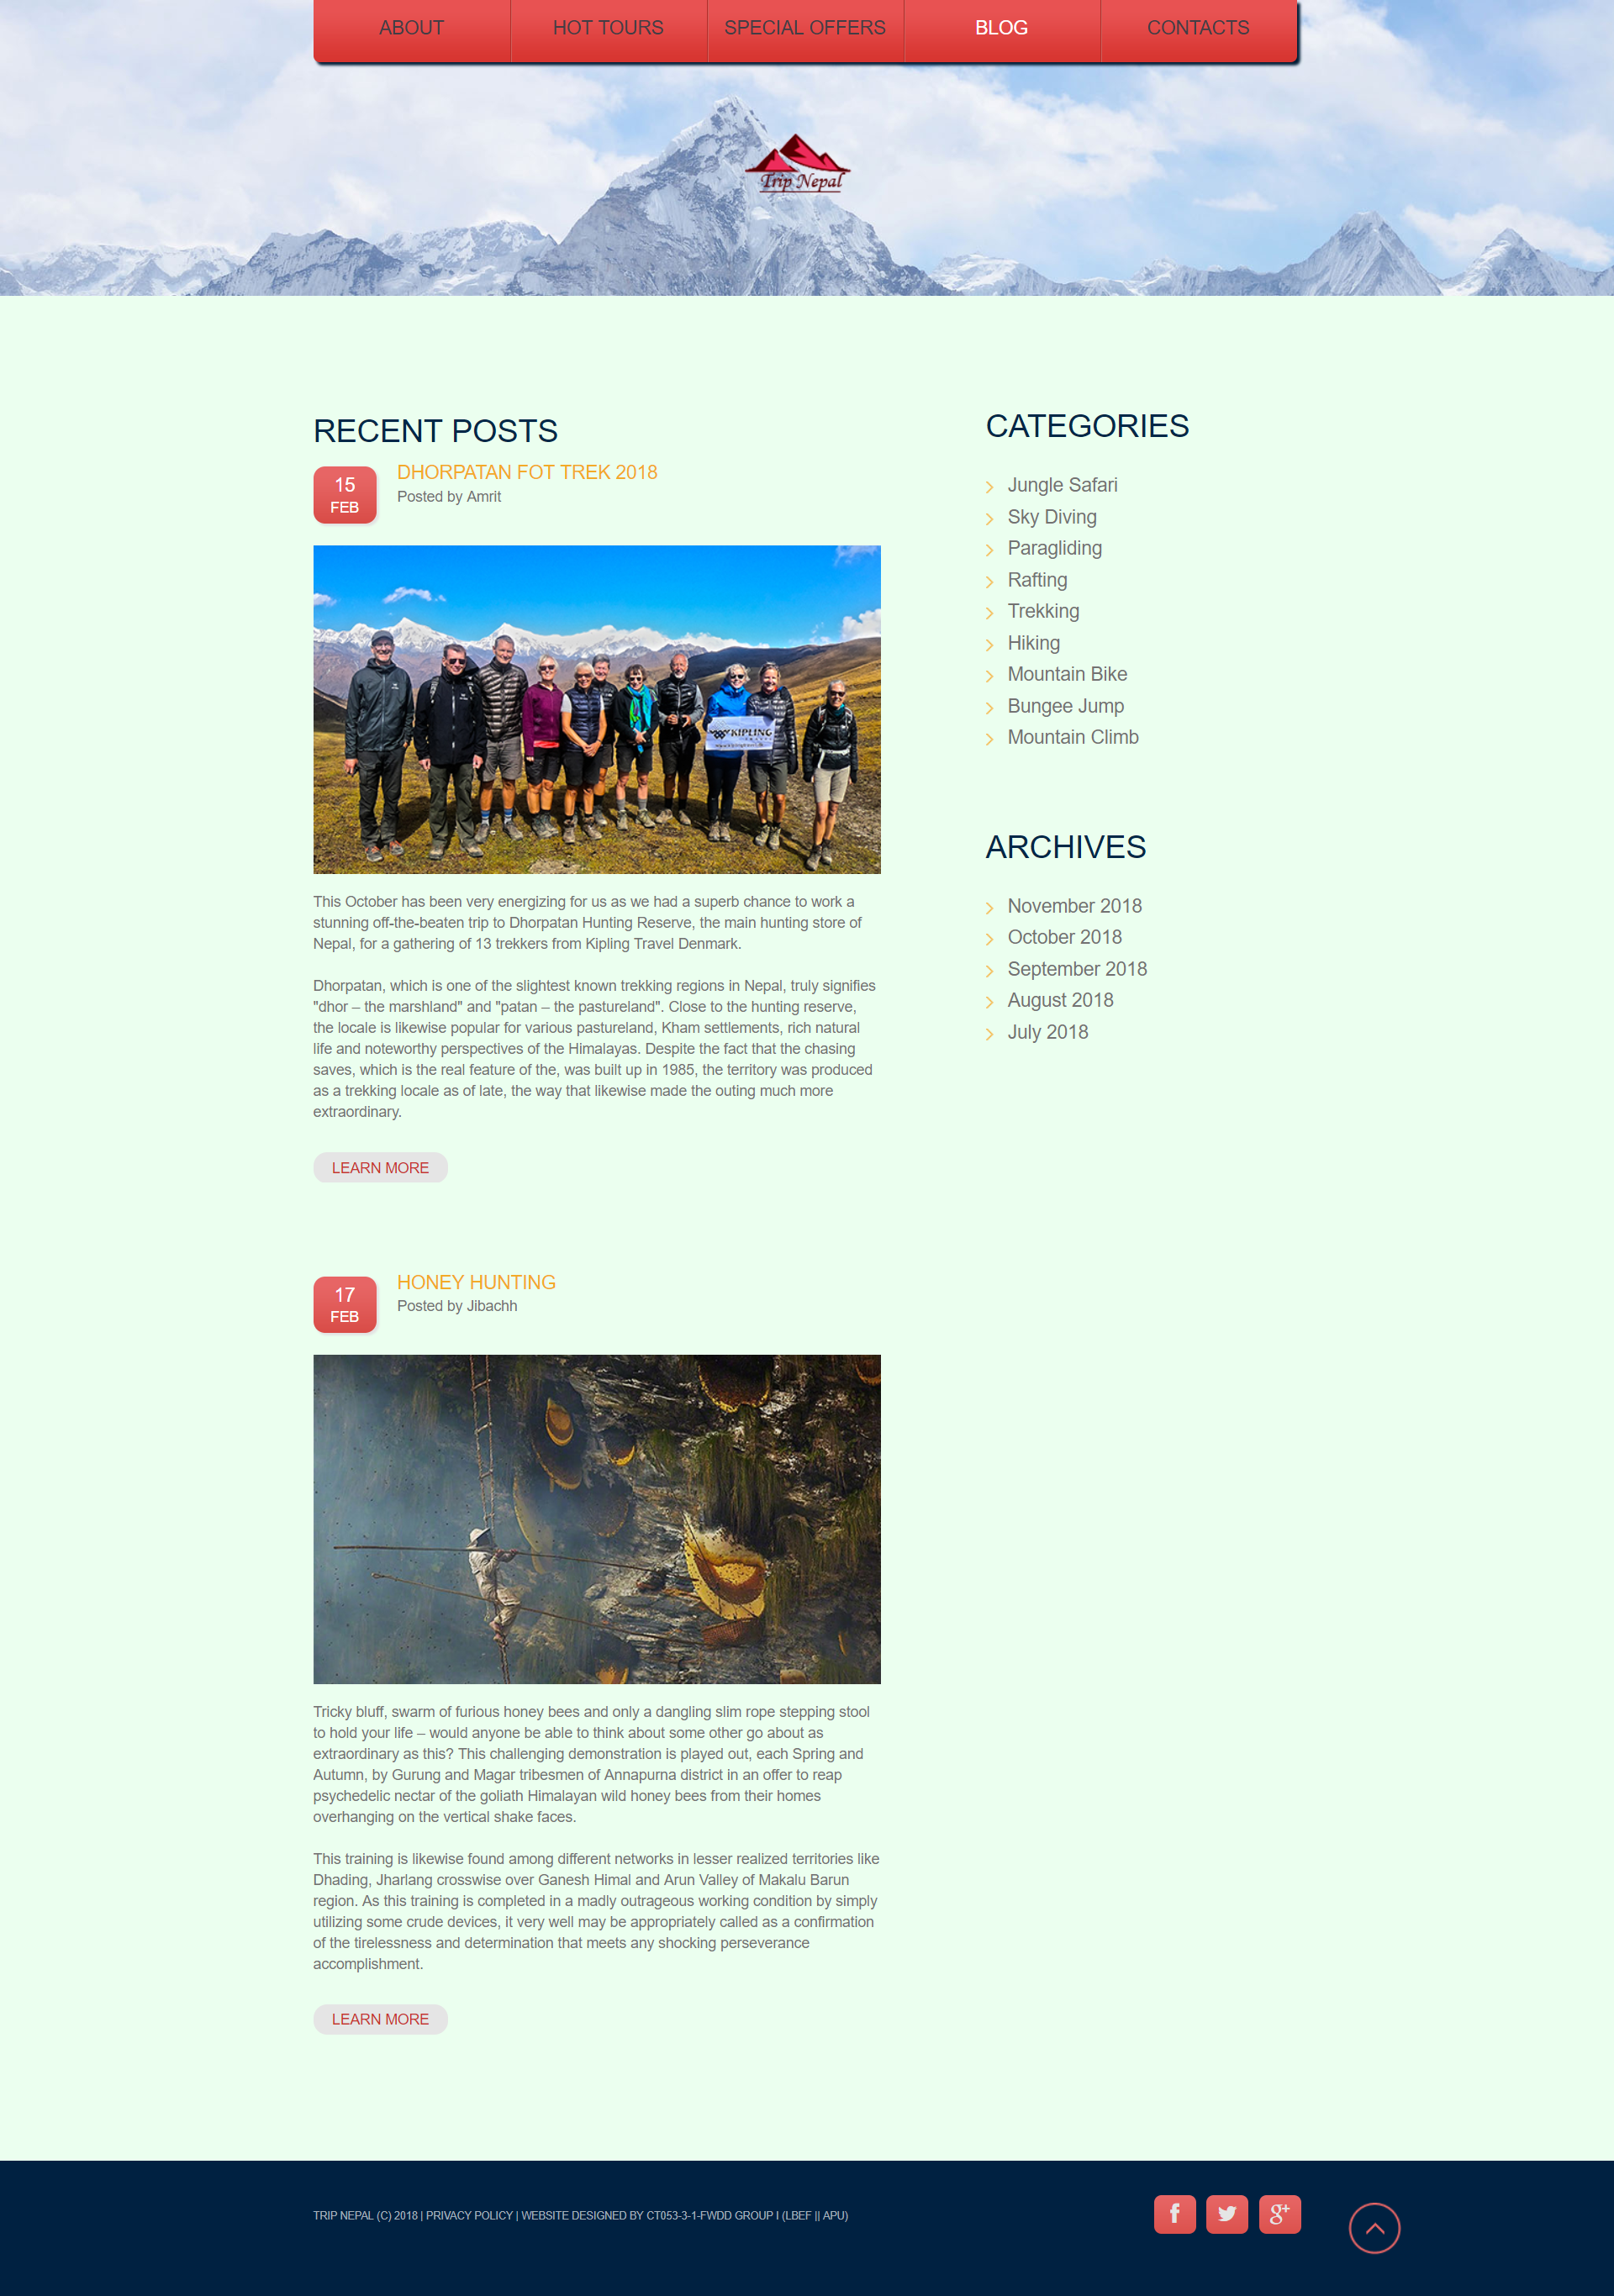 ABOUT
HOT TOURS
SPECIAL OFFERS
BLOG
CONTACTS
Trip Nepal
RECENT POSTS
15
FEB
DHORPATAN FOT TREK 2018
Posted by Amrit
KIPLING
This October has been very energizing for us as we had a superb chance to work a
stunning off-the-beaten trip to Dhorpatan Hunting Reserve, the main hunting store of
Nepal, for a gathering of 13 trekkers from Kipling Travel Denmark.
Dhorpatan, which is one of the slightest known trekking regions in Nepal, truly signifies
"dhor – the marshland" and "patan – the pastureland". Close to the hunting reserve,
the locale is likewise popular for various pastureland, Kham settlements, rich natural
life and noteworthy perspectives of the Himalayas. Despite the fact that the chasing
saves, which is the real feature of the, was built up in 1985, the territory was produced
as a trekking locale as of late, the way that likewise made the outing much more
extraordinary.
LEARN MORE
17
FEB
HONEY HUNTING
Posted by Jibachh
Tricky bluff, swarm of furious honey bees and only a dangling slim rope stepping stool
to hold your life – would anyone be able to think about some other go about as
extraordinary as this? This challenging demonstration is played out, each Spring and
Autumn, by Gurung and Magar tribesmen of Annapurna district in an offer to reap
psychedelic nectar of the goliath Himalayan wild honey bees from their homes
overhanging on the vertical shake faces.
This training is likewise found among different networks in lesser realized territories like
Dhading, Jharlang crosswise over Ganesh Himal and Arun Valley of Makalu Barun
region. As this training is completed in a madly outrageous working condition by simply
utilizing some crude devices, it very well may be appropriately called as a confirmation
of the tirelessness and determination that meets any shocking perseverance
accomplishment.
LEARN MORE
CATEGORIES
Jungle Safari
Sky Diving
Paragliding
Rafting
Trekking
Hiking
Mountain Bike
Bungee Jump
Mountain Climb
ARCHIVES
November 2018
October 2018
September 2018
August 2018
July 2018
TRIP NEPAL (C) 2018 | PRIVACY POLICY | WEBSITE DESIGNED BY CT053-3-1-FWDD GROUP I (LBEF || APU)